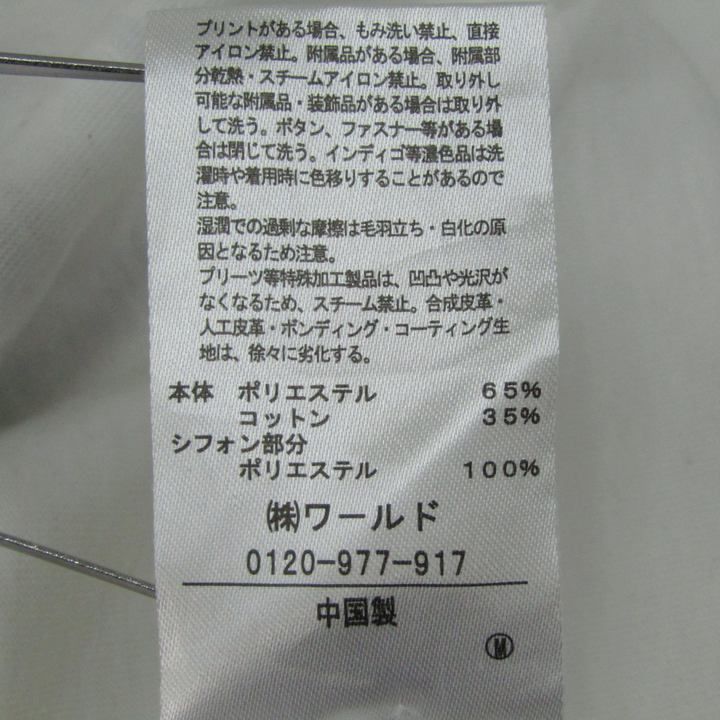 プリントがある場合、もみ洗い禁止、直接
アイロン禁止。附属品がある場合、附属部
分乾熱・スチームアイロン禁止。取り外し
可能な附属品・装飾品がある場合は取り外
して洗う。ボタン、ファスナー等がある場
合は閉じて洗う。インディゴ等濃色品は洗
濯時や着用時に色移りすることがあるので
注意。
湿潤での過剰な摩擦は毛羽立ち・白化の原
因となるため注意。
プリーツ等特殊加工製品は、凹凸や光沢が
なくなるため、スチーム禁止。合成皮革・
人工皮革・ボンディング・コーティング生
地は、徐々に劣化する。
本体 ポリエステル 65%
コットン 35%
シフォン部分
ポリエステル 100%
㈱ワールド
0120-977-917
中国製
Ⓜ